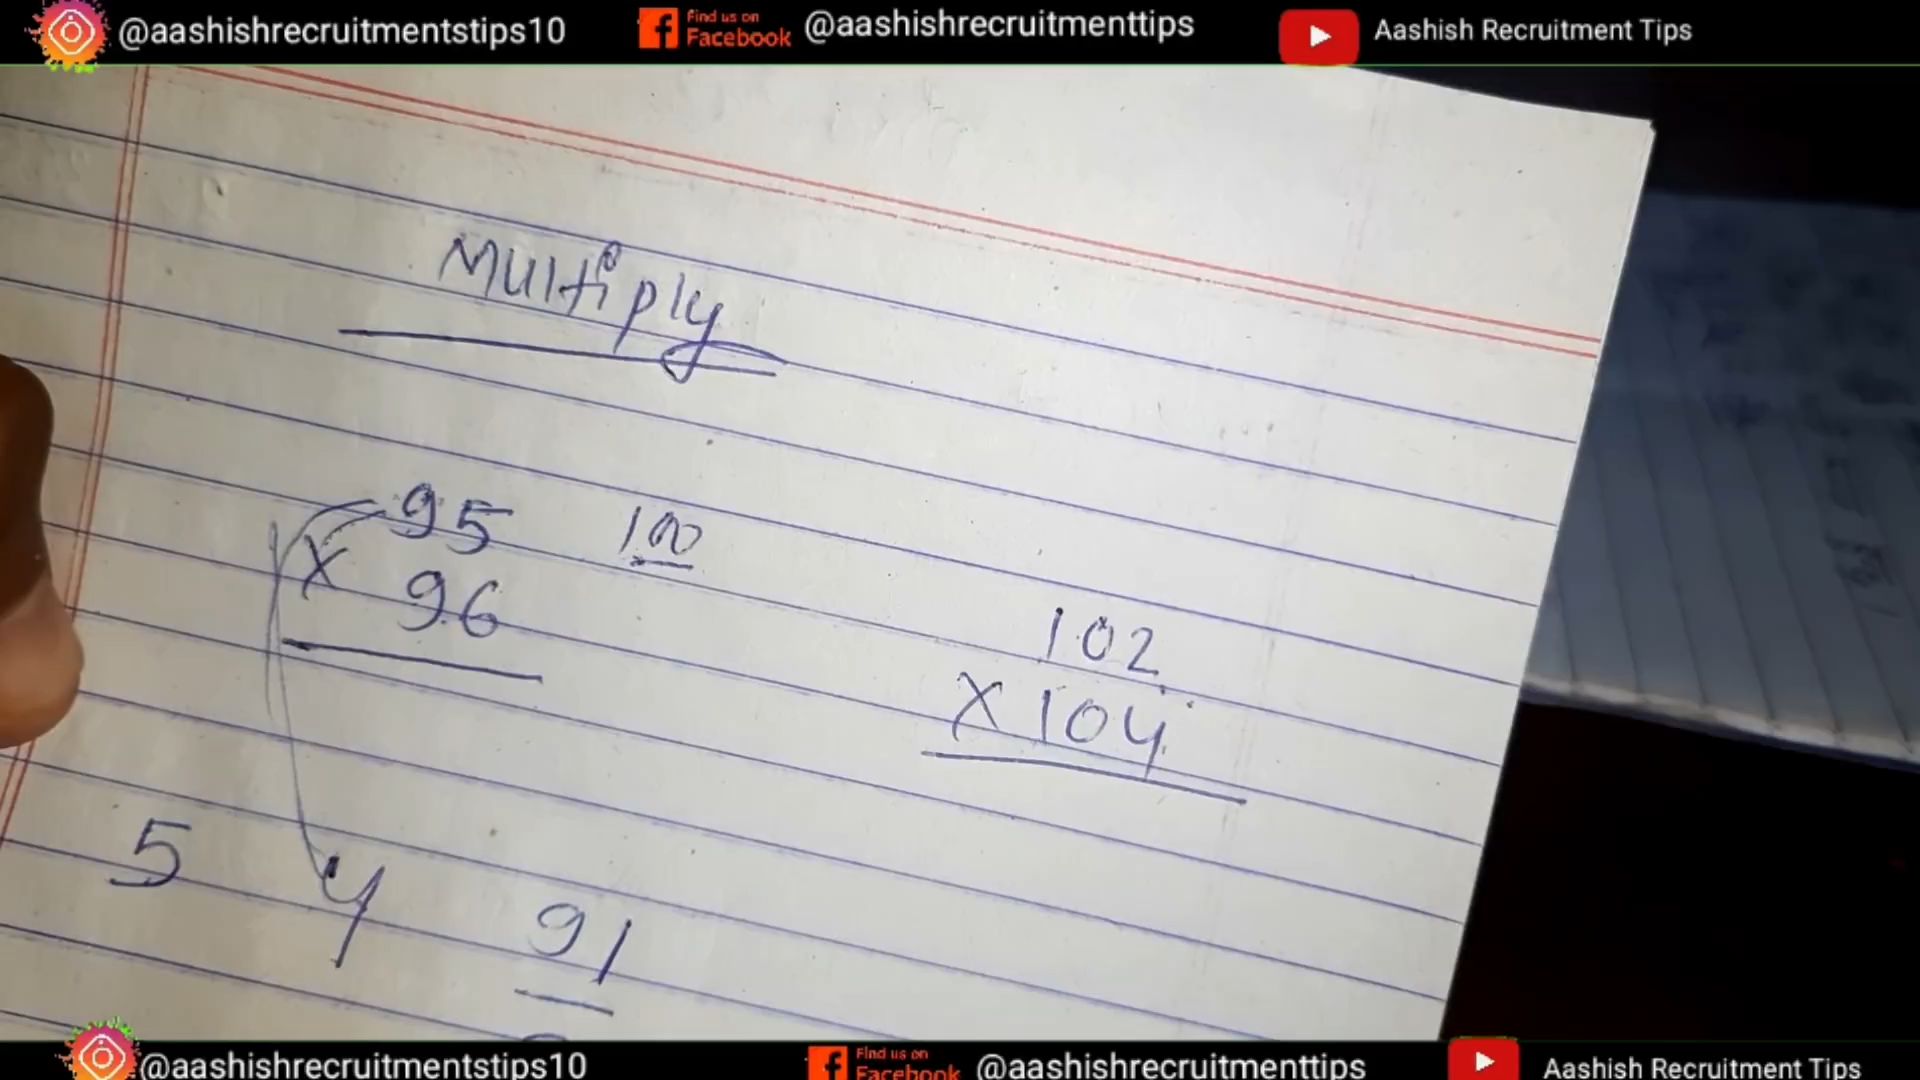 @aashishrecruitmentstips10 Find us on Facebook @aashishrecruitmenttips Aashish Recruitment Tips
Multiply
95 100
X 96
102
X 104
5 4 91
@aashishrecruitmentstips10 Find us on Facebook @aashishrecruitmenttips Aashish Recruitment Tips